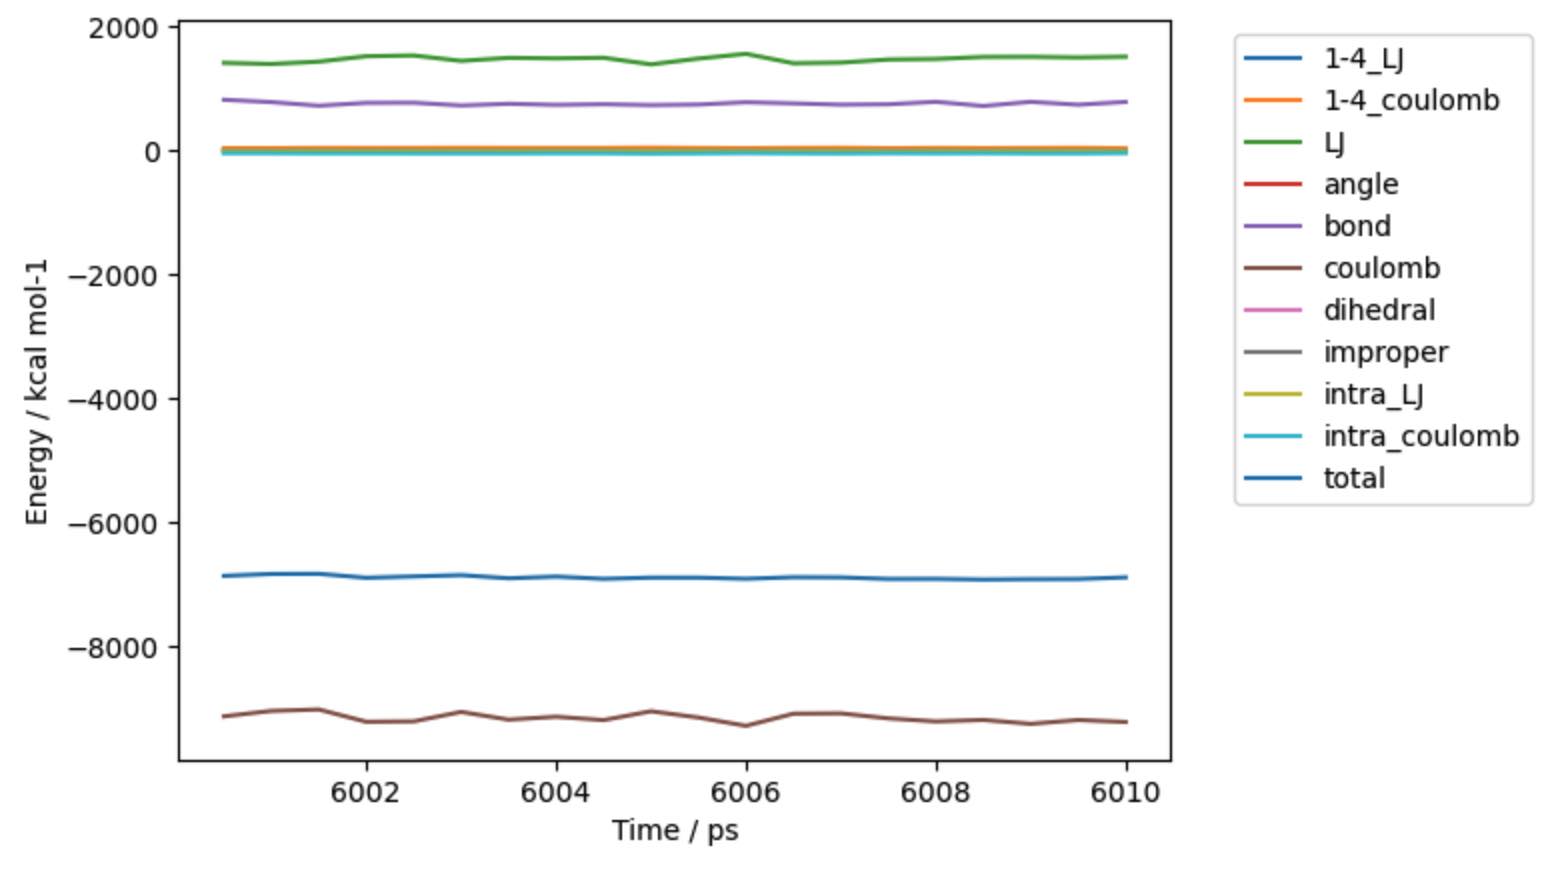 2000
0
−2000
−4000
−6000
−8000
Energy / kcal mol-1
6002 6004 6006 6008 6010
Time / ps
1-4_LJ
1-4_coulomb
LJ
angle
bond
coulomb
dihedral
improper
intra_LJ
intra_coulomb
total